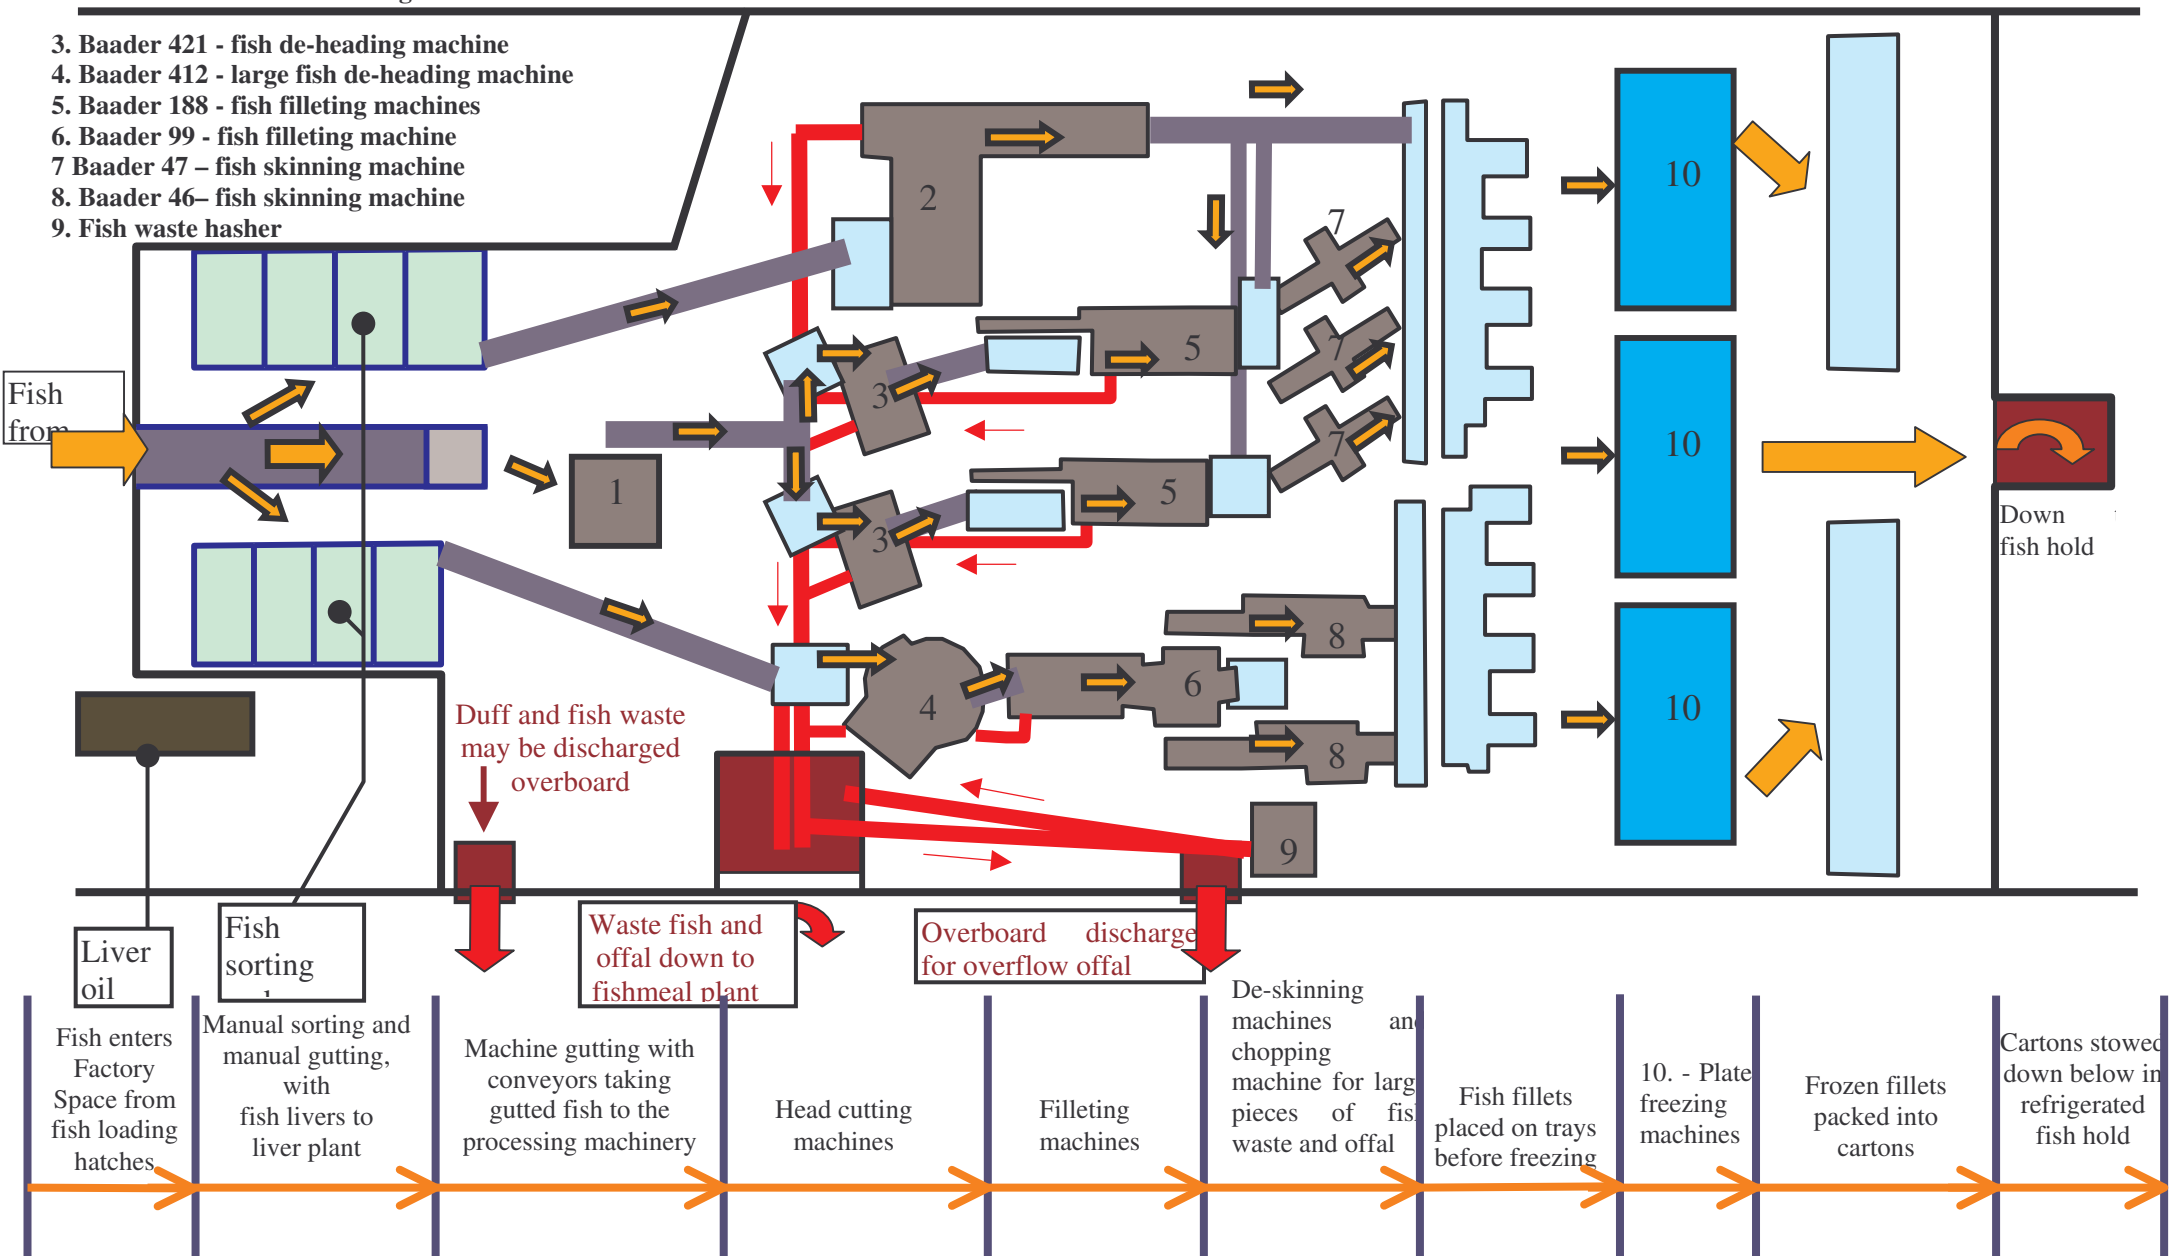 3. Baader 421 - fish de-heading machine
4. Baader 412 - large fish de-heading machine
5. Baader 188 - fish filleting machines
6. Baader 99 - fish filleting machine
7 Baader 47 – fish skinning machine
8. Baader 46– fish skinning machine
9. Fish waste hasher
2
10
7
Fish
from
5
7
3
10
7
1
5
3
Down
fish hold
8
6
4
10
8
Duff and fish waste
may be discharged
overboard
9
Liver
oil
Fish
sorting
Waste fish and
offal down to
fishmeal plant
Overboard discharge
for overflow offal
Fish enters
Factory
Space from
fish loading
hatches
Manual sorting and
manual gutting,
with
fish livers to
liver plant
Machine gutting with
conveyors taking
gutted fish to the
processing machinery
Head cutting
machines
Filleting
machines
De-skinning
machines and
chopping
machine for larg
pieces of fis
waste and offal
Fish fillets
placed on trays
before freezing
10. - Plate
freezing
machines
Frozen fillets
packed into
cartons
Cartons stowed
down below in
refrigerated
fish hold